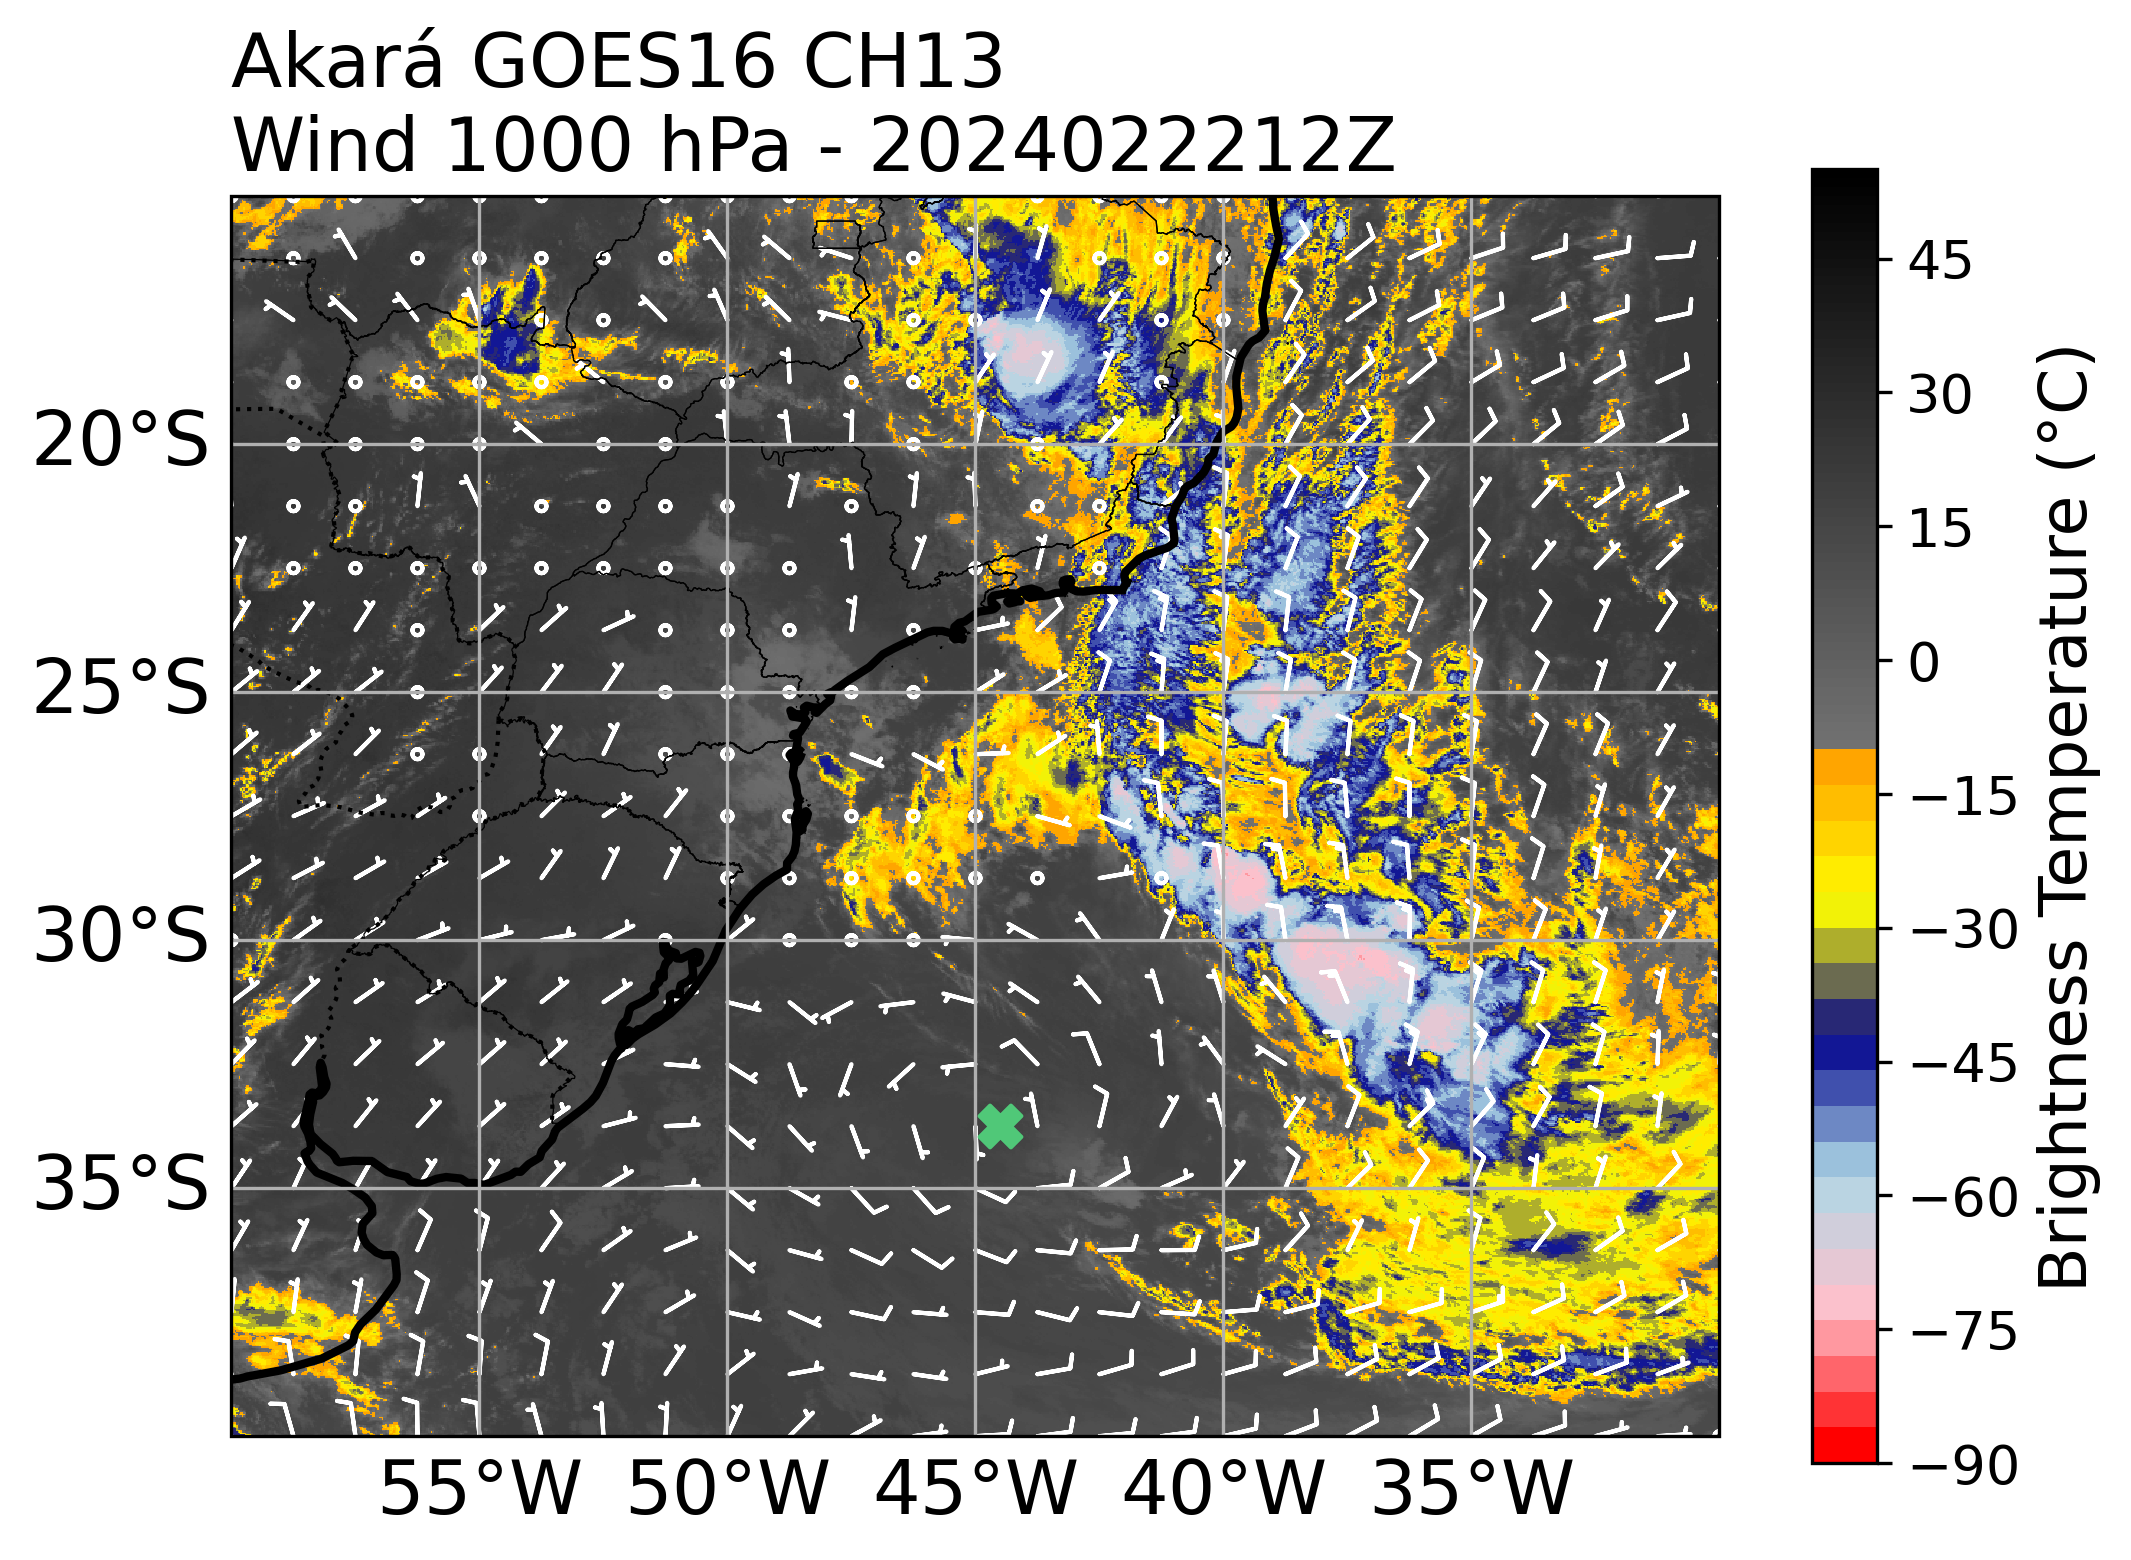 Akará GOES16 CH13
Wind 1000 hPa - 2024022212Z
20°S
25°S
30°S
35°S
55°W 50°W 45°W 40°W 35°W
45
30
15
0
−15
−30
−45
−60
−75
−90
Brightness Temperature (°C)